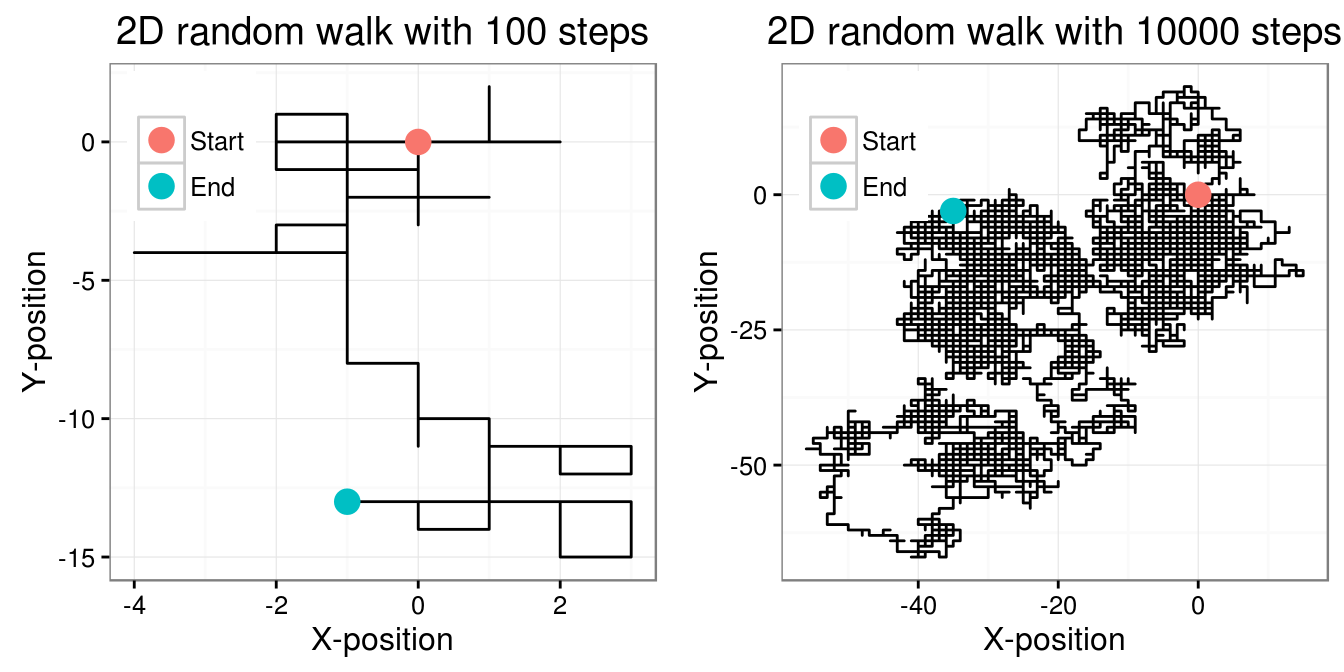 2D random walk with 100 steps
Start
End
0
-5
-10
-15
Y-position
-4
-2
0
2
X-position
2D random walk with 10000 steps
Start
End
0
-25
-50
Y-position
-40
-20
0
X-position